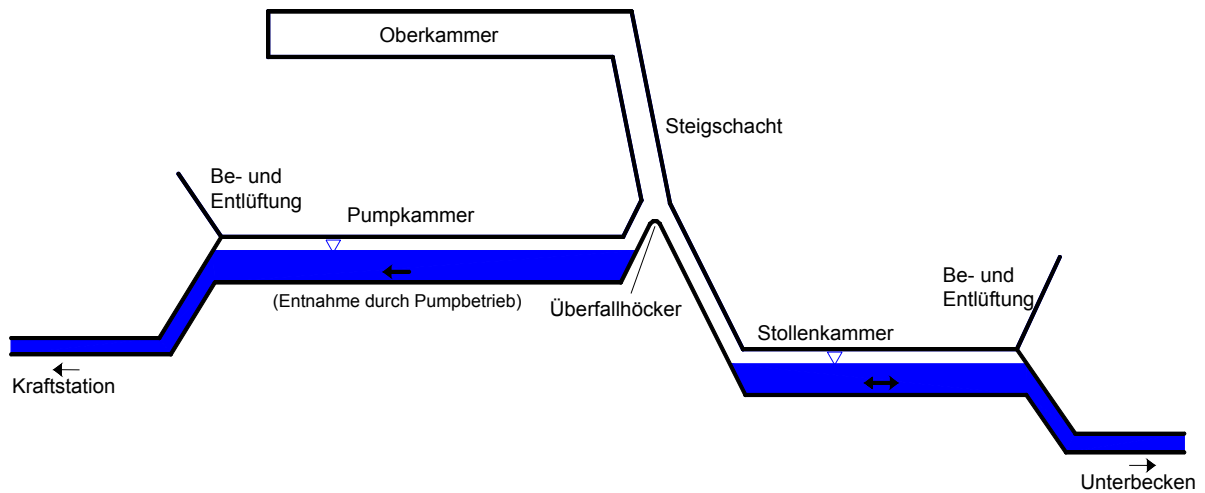 Oberkammer
Steigschacht
Be- und
Entlüftung
Pumpkammer
(Entnahme durch Pumpbetrieb)
Überfallhöcker
Be- und
Entlüftung
Stollenkammer
Kraftstation
Unterbecken